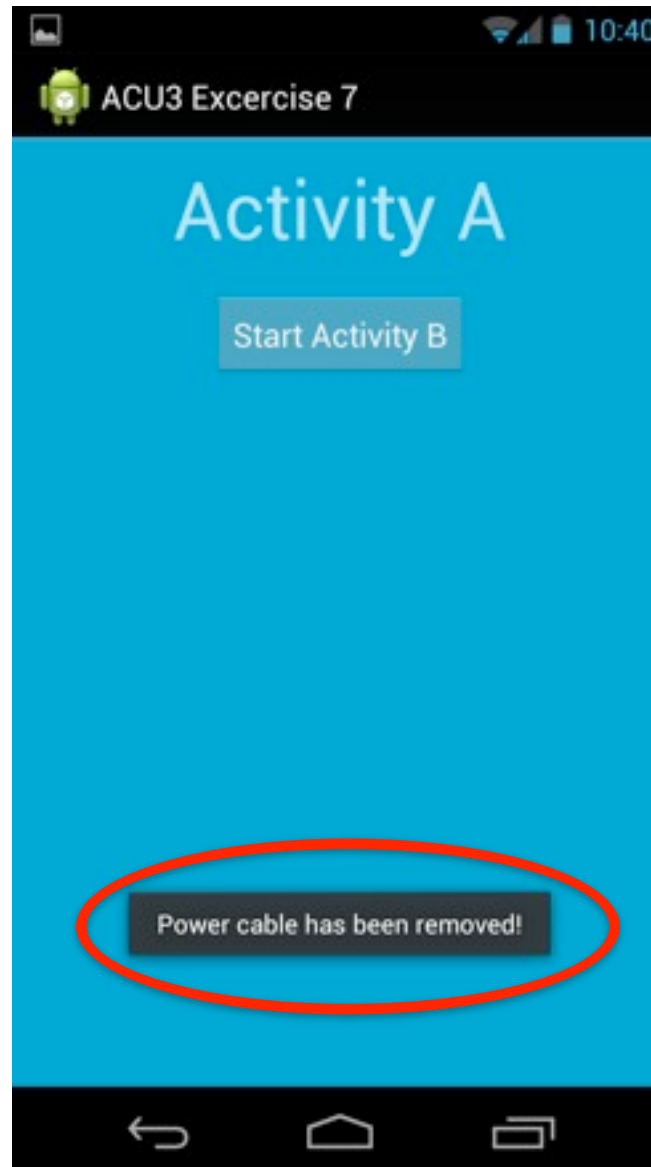 10:40
ACU3 Excercise 7
Activity A
Start Activity B
Power cable has been removed!